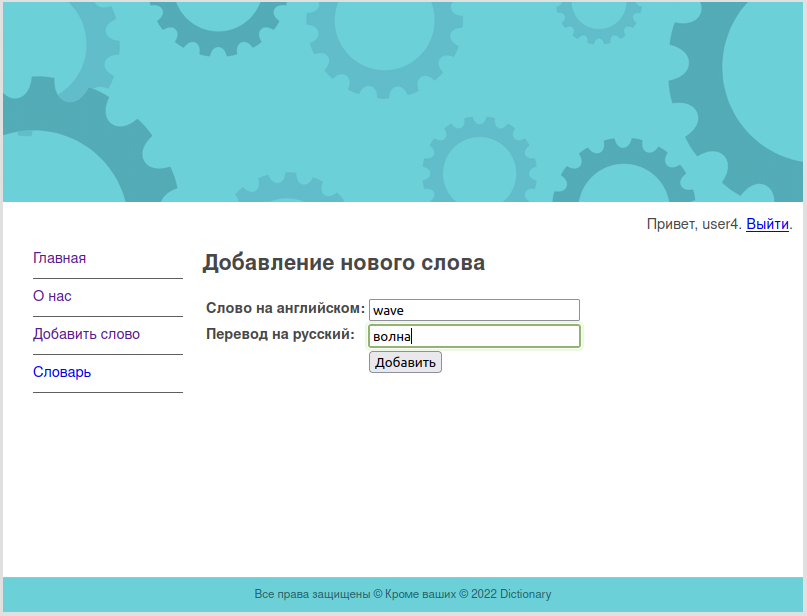 Привет, user4. Выйти.
Главная
О нас
Добавить слово
Словарь
Добавление нового слова
Слово на английском: wave
Перевод на русский: волна
Добавить
Все права защищены © Кроме ваших © 2022 Dictionary